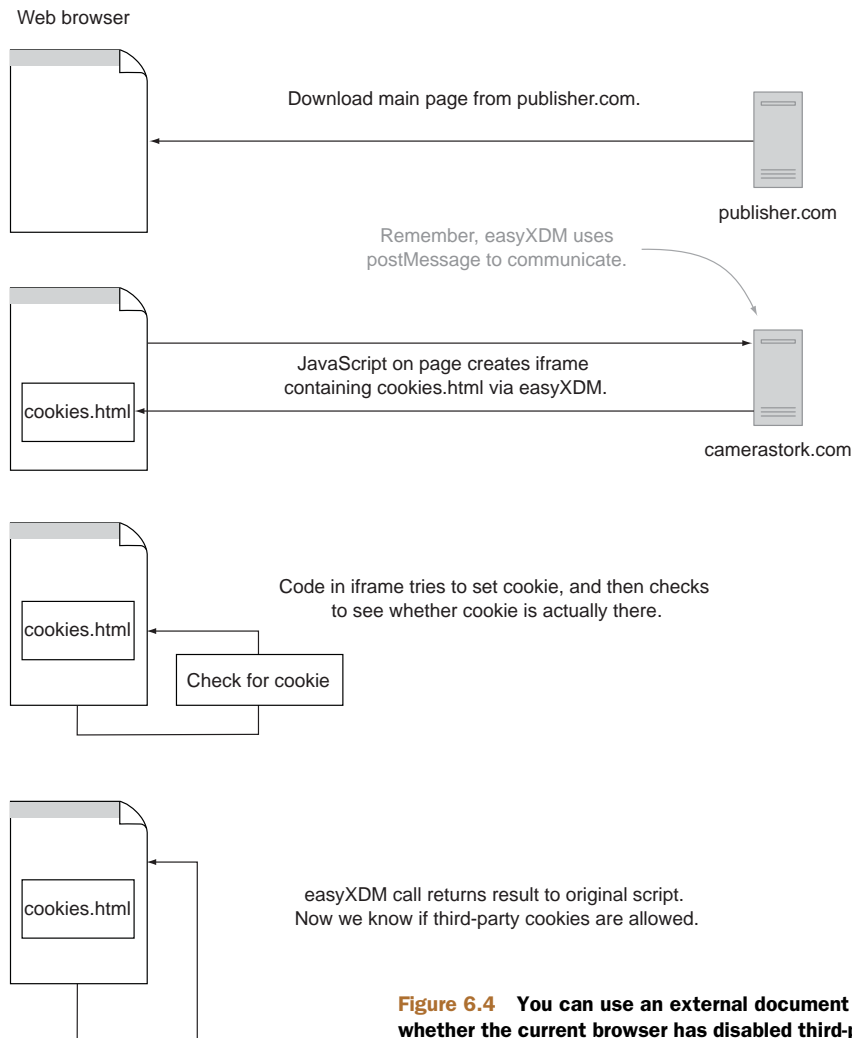 Web browser
Download main page from publisher.com.
publisher.com
Remember, easyXDM uses
postMessage to communicate.
JavaScript on page creates iframe
containing cookies.html via easyXDM.
cookies.html
camerastork.com
Code in iframe tries to set cookie, and then checks
to see whether cookie is actually there.
cookies.html
Check for cookie
easyXDM call returns result to original script.
Now we know if third-party cookies are allowed.
cookies.html
Figure 6.4 You can use an external document
whether the current browser has disabled third-